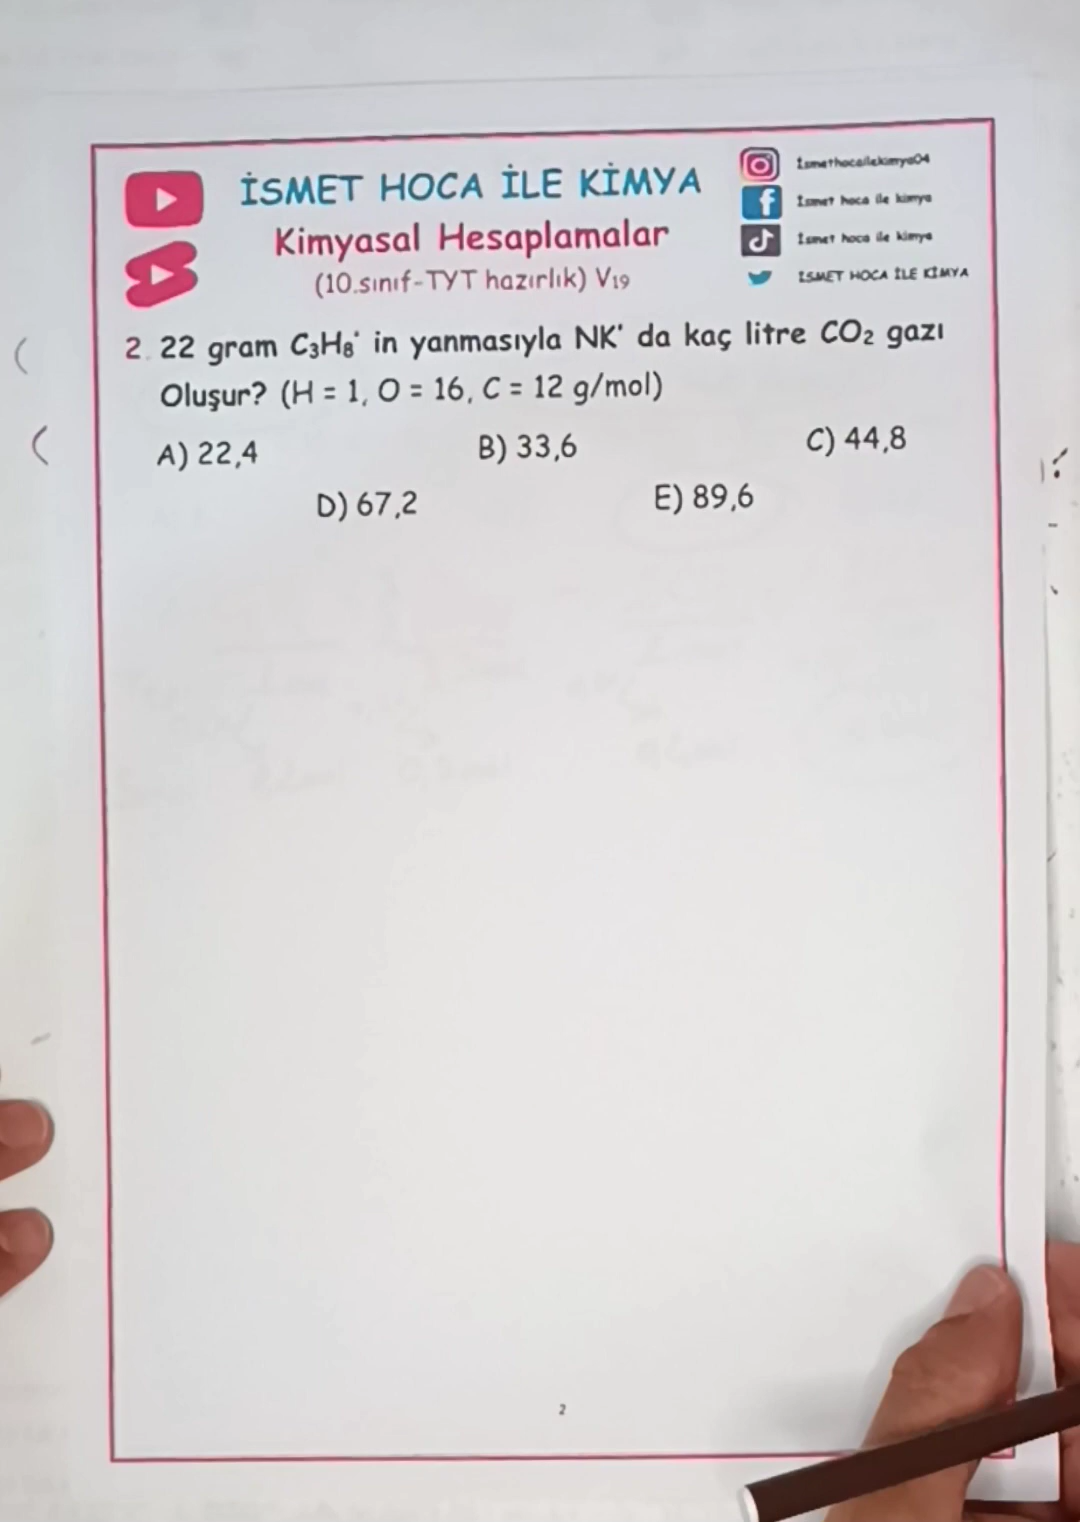 İSMET HOCA İLE KİMYA
Kimyasal Hesaplamalar
(10.sınıf-TYT hazırlık) V19
İsmethocailekimya04
İsmet hoca ile kimya
İsmet hoca ile kimya
İSMET HOCA İLE KİMYA
2. 22 gram C₃H₈' in yanmasıyla NK' da kaç litre CO₂ gazı
Oluşur? (H = 1, O = 16, C = 12 g/mol)
A) 22,4 B) 33,6 C) 44,8
D) 67,2 E) 89,6
2